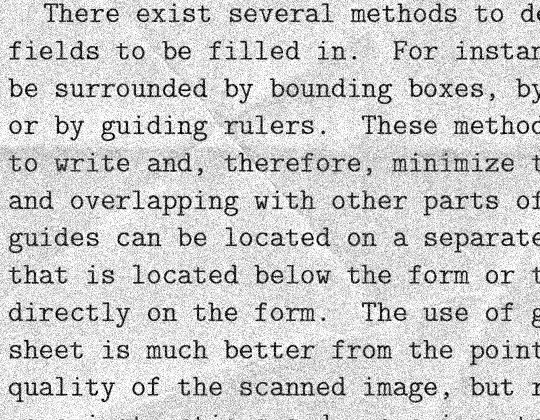 There exist several methods to de
fields to be filled in. For instan
be surrounded by bounding boxes, by
or by guiding rulers. These method
to write and, therefore, minimize t
and overlapping with other parts of
guides can be located on a separate
that is located below the form or t
directly on the form. The use of g
sheet is much better from the point
quality of the scanned image, but r